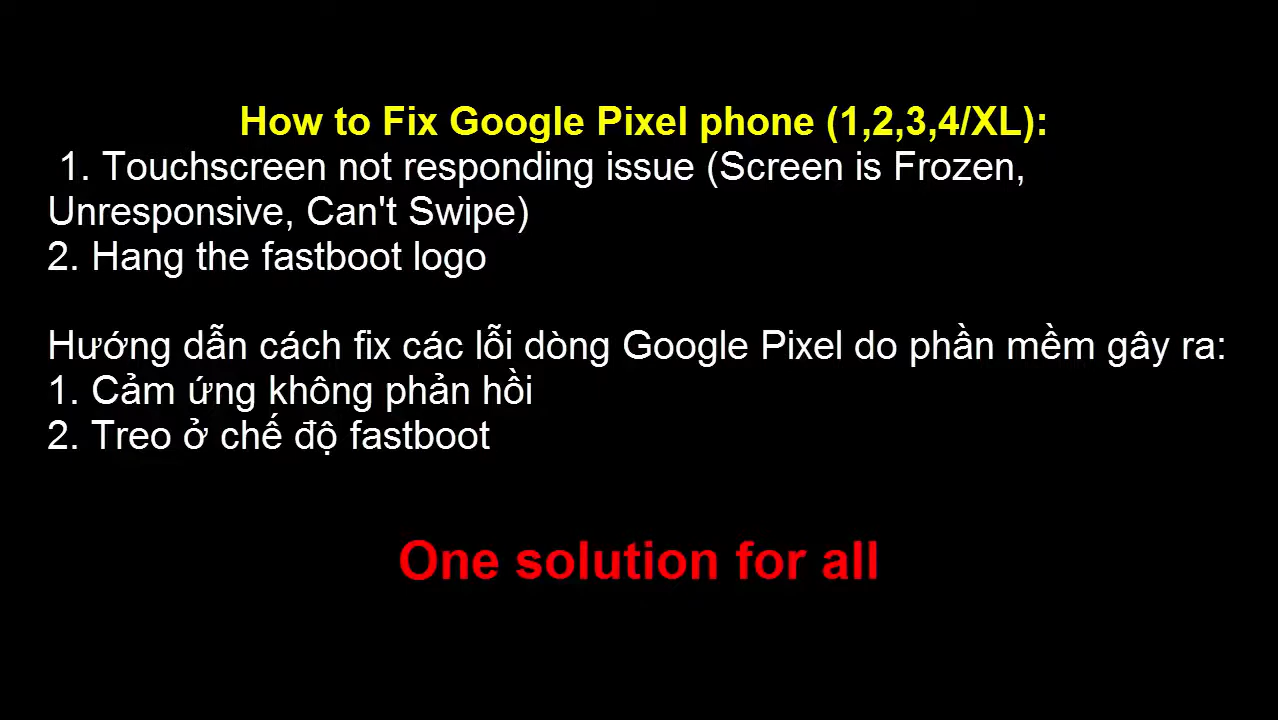 How to Fix Google Pixel phone (1,2,3,4/XL):
1. Touchscreen not responding issue (Screen is Frozen,
Unresponsive, Can't Swipe)
2. Hang the fastboot logo
Hướng dẫn cách fix các lỗi dòng Google Pixel do phần mềm gây ra:
1. Cảm ứng không phản hồi
2. Treo ở chế độ fastboot
One solution for all